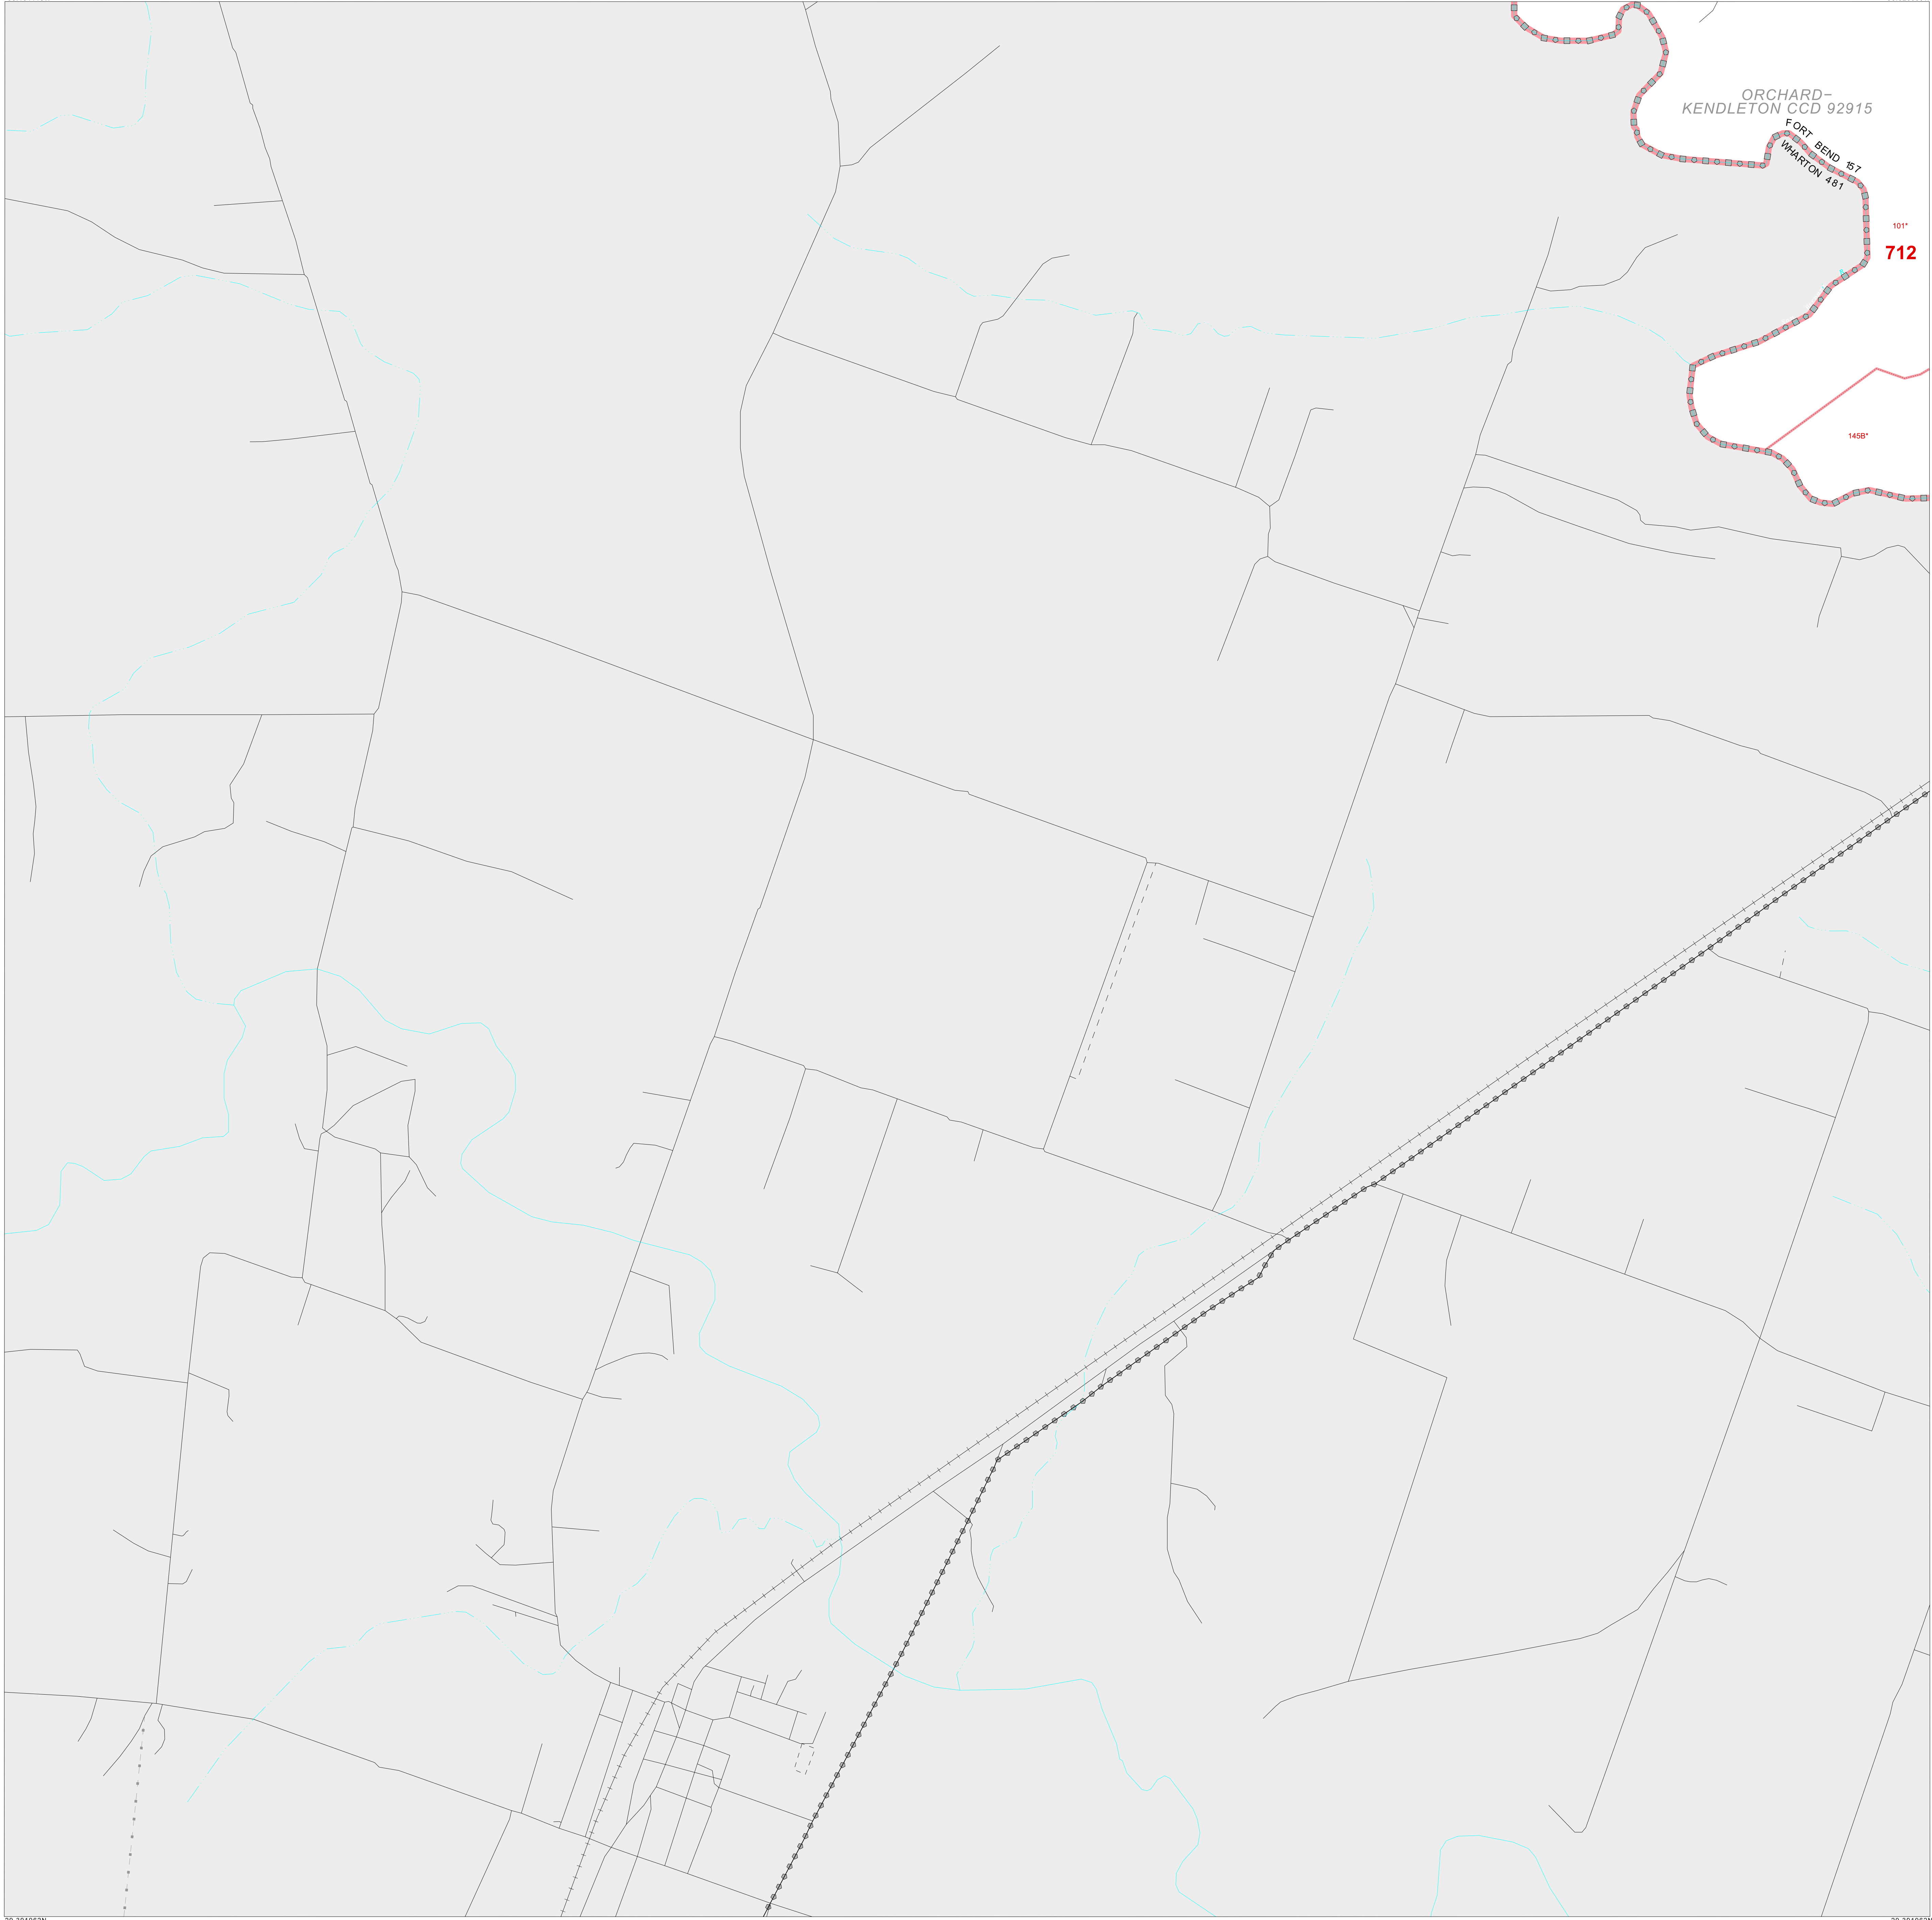 ORCHARD-
KENDLETON CCD 92915
FORT BEND 157
WHARTON 481
101*
712
145B*